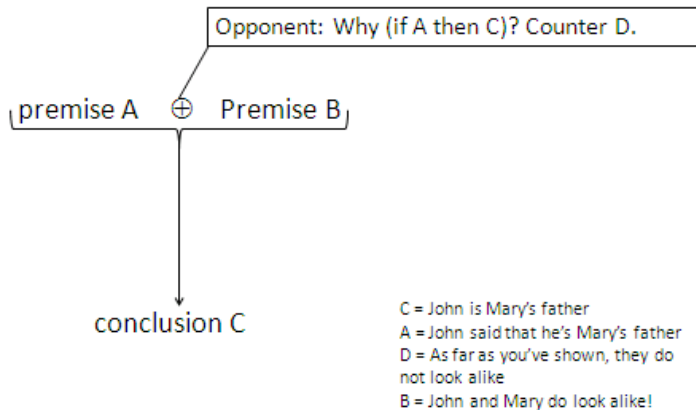 Opponent: Why (if A then C)? Counter D.
premise A ⊕ Premise B
conclusion C
C = John is Mary's father
A = John said that he's Mary's father
D = As far as you've shown, they do
not look alike
B = John and Mary do look alike!